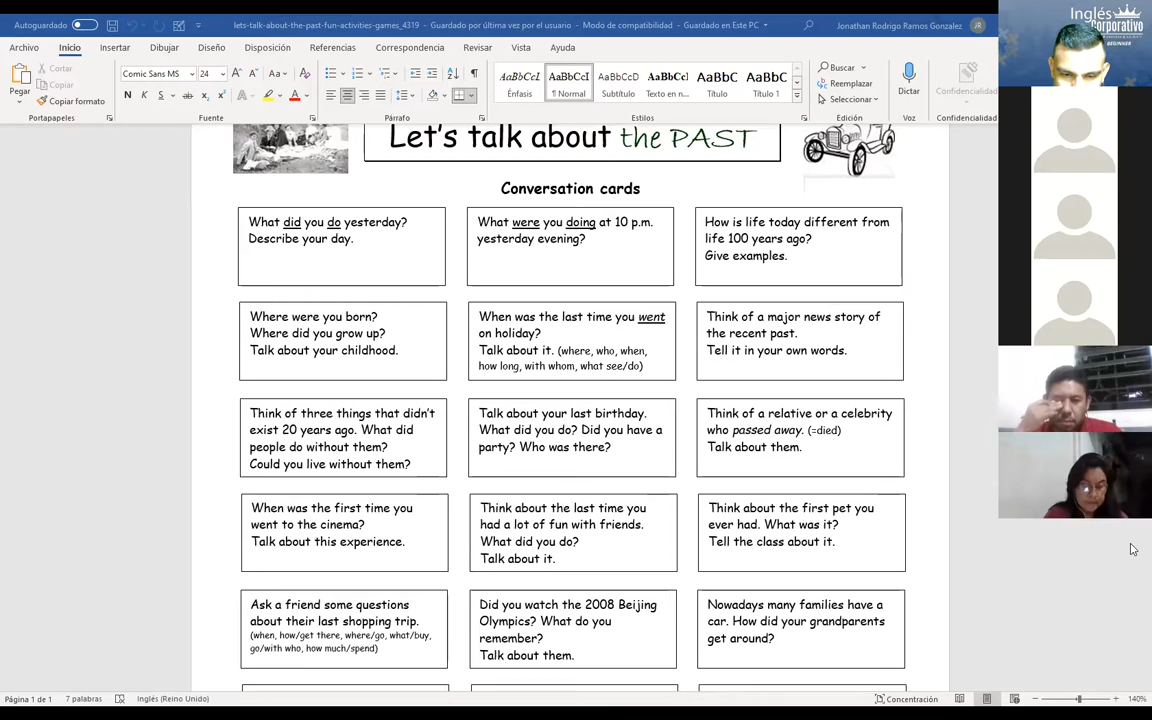 Autoguardado
lets-talk-about-the-past-fun-activities-games_4319 - Guardado por última vez por el usuario - Modo de compatibilidad - Guardado en Este PC
Jonathan Rodrigo Ramos Gonzalez
JR
Inglés
Corporativo
BEGINNER
Archivo
Inicio
Insertar
Dibujar
Diseño
Disposición
Referencias
Correspondencia
Revisar
Vista
Ayuda
Pegar
Cortar
Copiar
Copiar formato
Portapapeles
Comic Sans MS
24
N K S
Fuente
Párrafo
AaBbCcI
Énfasis
AaBbCcI
¶ Normal
AaBbCcD
Subtítulo
AaBbCcl
Texto en n...
AaBbC
Título
AaBbC
Título 1
Estilos
Buscar
Reemplazar
Seleccionar
Edición
Dictar
Voz
Confidencialidad
Confidencialidad
Let's talk about the PAST
Conversation cards
What did you do yesterday?
Describe your day.
What were you doing at 10 p.m.
yesterday evening?
How is life today different from
life 100 years ago?
Give examples.
Where were you born?
Where did you grow up?
Talk about your childhood.
When was the last time you went
on holiday?
Talk about it. (where, who, when,
how long, with whom, what see/do)
Think of a major news story of
the recent past.
Tell it in your own words.
Think of three things that didn't
exist 20 years ago. What did
people do without them?
Could you live without them?
Talk about your last birthday.
What did you do? Did you have a
party? Who was there?
Think of a relative or a celebrity
who passed away. (=died)
Talk about them.
When was the first time you
went to the cinema?
Talk about this experience.
Think about the last time you
had a lot of fun with friends.
What did you do?
Talk about it.
Think about the first pet you
ever had. What was it?
Tell the class about it.
Ask a friend some questions
about their last shopping trip.
(when, how/get there, where/go, what/buy,
go/with who, how much/spend)
Did you watch the 2008 Beijing
Olympics? What do you
remember?
Talk about them.
Nowadays many families have a
car. How did your grandparents
get around?
Página 1 de 1
7 palabras
Inglés (Reino Unido)
Concentración
140%